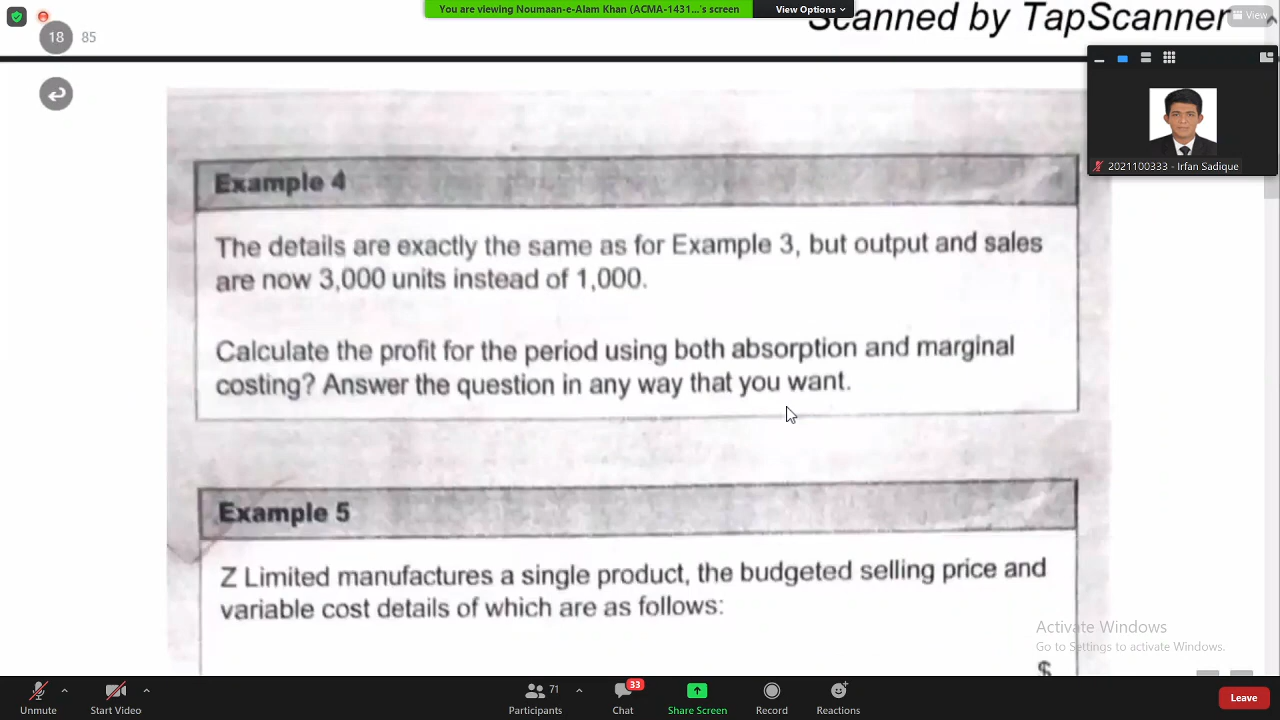 You are viewing Noumaan-e-Alam Khan (ACMA-1431...'s screen
View Options
Scanned by TapScanner
View
18 85
2021100333 - Irfan Sadique
Example 4
The details are exactly the same as for Example 3, but output and sales
are now 3,000 units instead of 1,000.
Calculate the profit for the period using both absorption and marginal
costing? Answer the question in any way that you want.
Example 5
Z Limited manufactures a single product, the budgeted selling price and
variable cost details of which are as follows:
$
Activate Windows
Go to Settings to activate Windows.
Unmute
Start Video
71
Participants
33
Chat
Share Screen
Record
Reactions
Leave